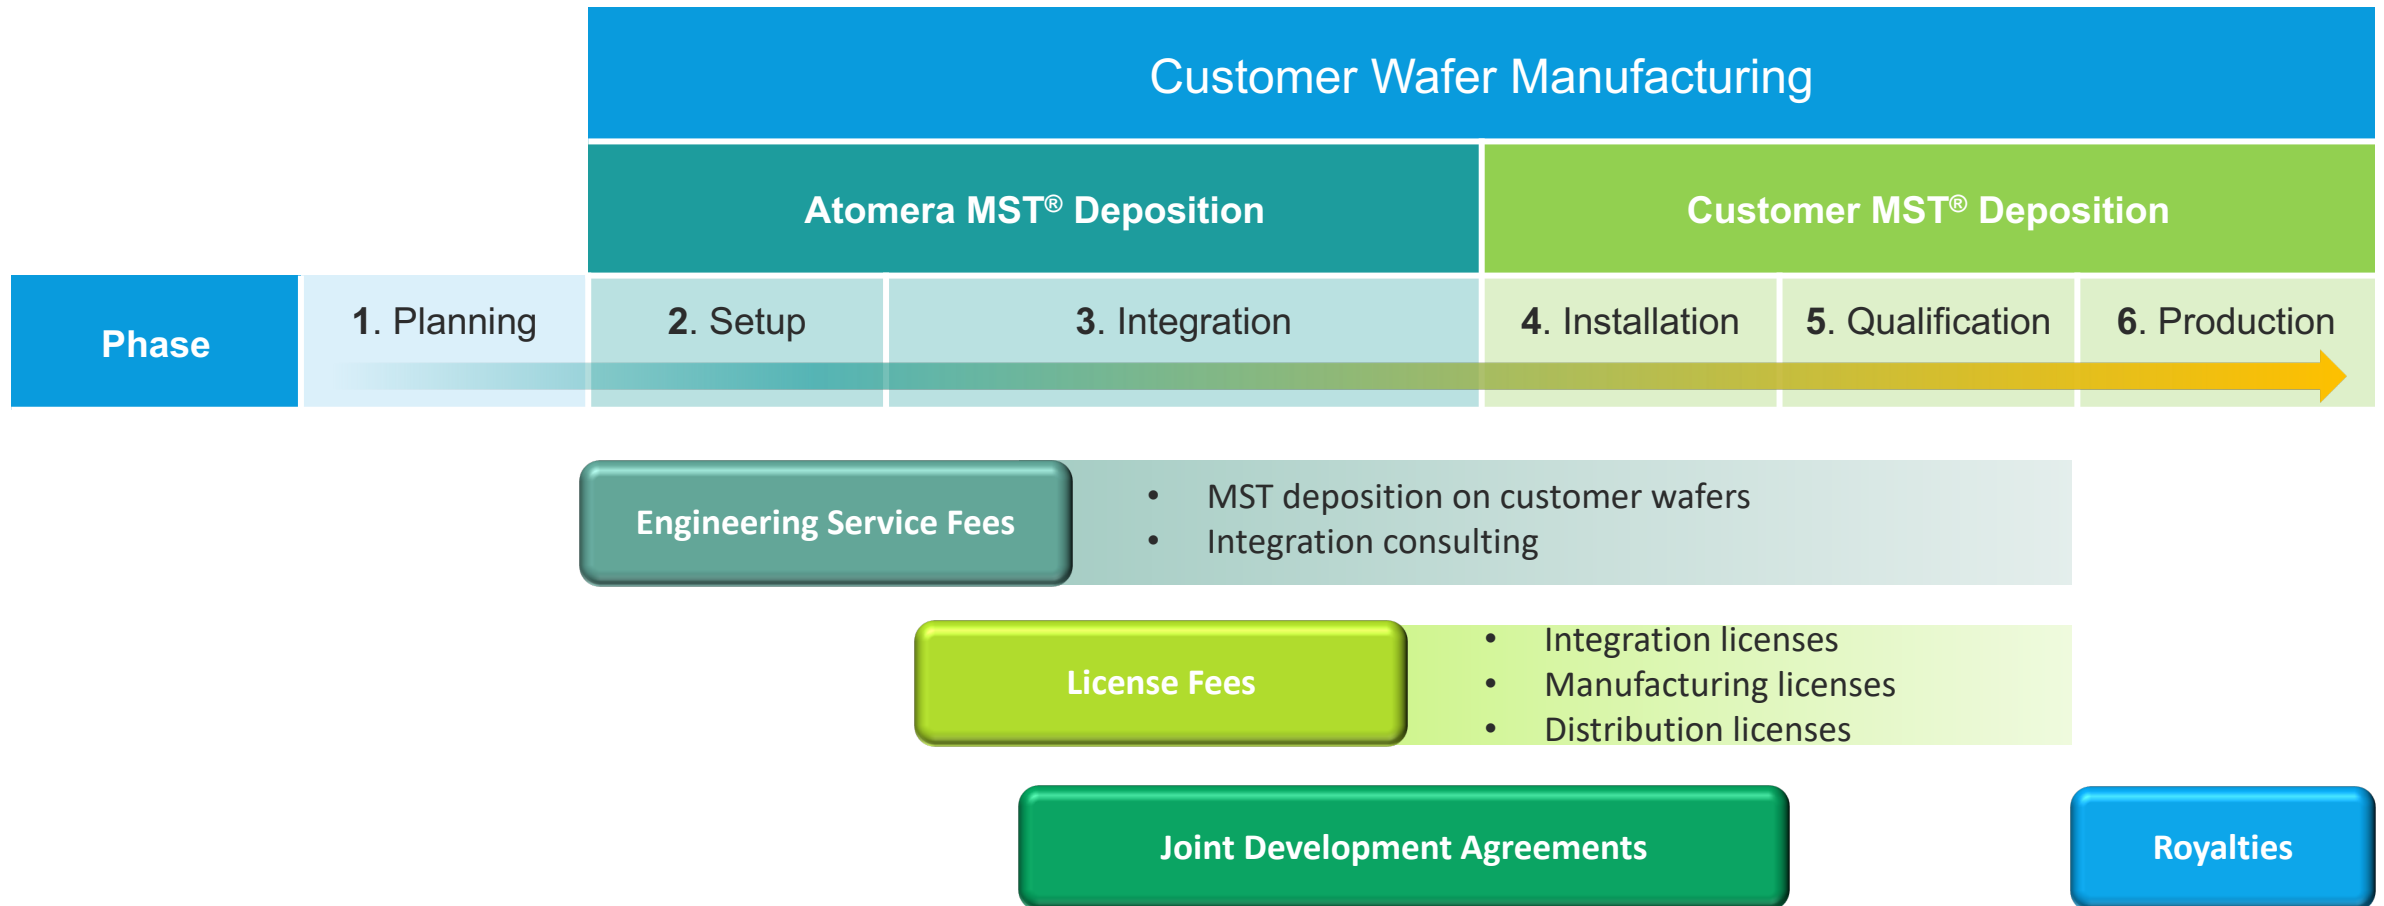 Customer Wafer Manufacturing
Atomera MST® Deposition
Customer MST® Deposition
Phase
1. Planning
2. Setup
3. Integration
4. Installation
5. Qualification
6. Production
Engineering Service Fees
• MST deposition on customer wafers
• Integration consulting
License Fees
• Integration licenses
• Manufacturing licenses
• Distribution licenses
Joint Development Agreements
Royalties